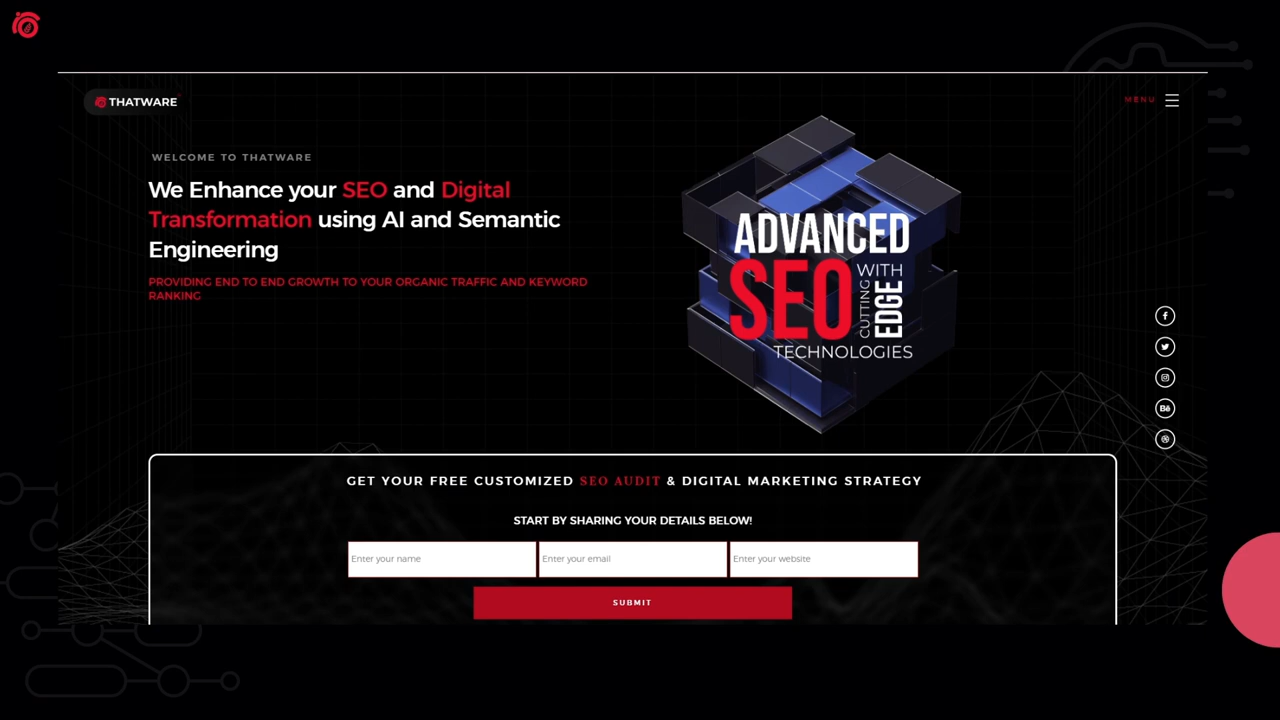 THATWARE
MENU
WELCOME TO THATWARE
We Enhance your SEO and Digital
Transformation using AI and Semantic
Engineering
PROVIDING END TO END GROWTH TO YOUR ORGANIC TRAFFIC AND KEYWORD
RANKING
ADVANCED
SEO WITH
CUTTING
EDGE
TECHNOLOGIES
Bē
GET YOUR FREE CUSTOMIZED SEO AUDIT & DIGITAL MARKETING STRATEGY
START BY SHARING YOUR DETAILS BELOW!
Enter your name Enter your email Enter your website
SUBMIT